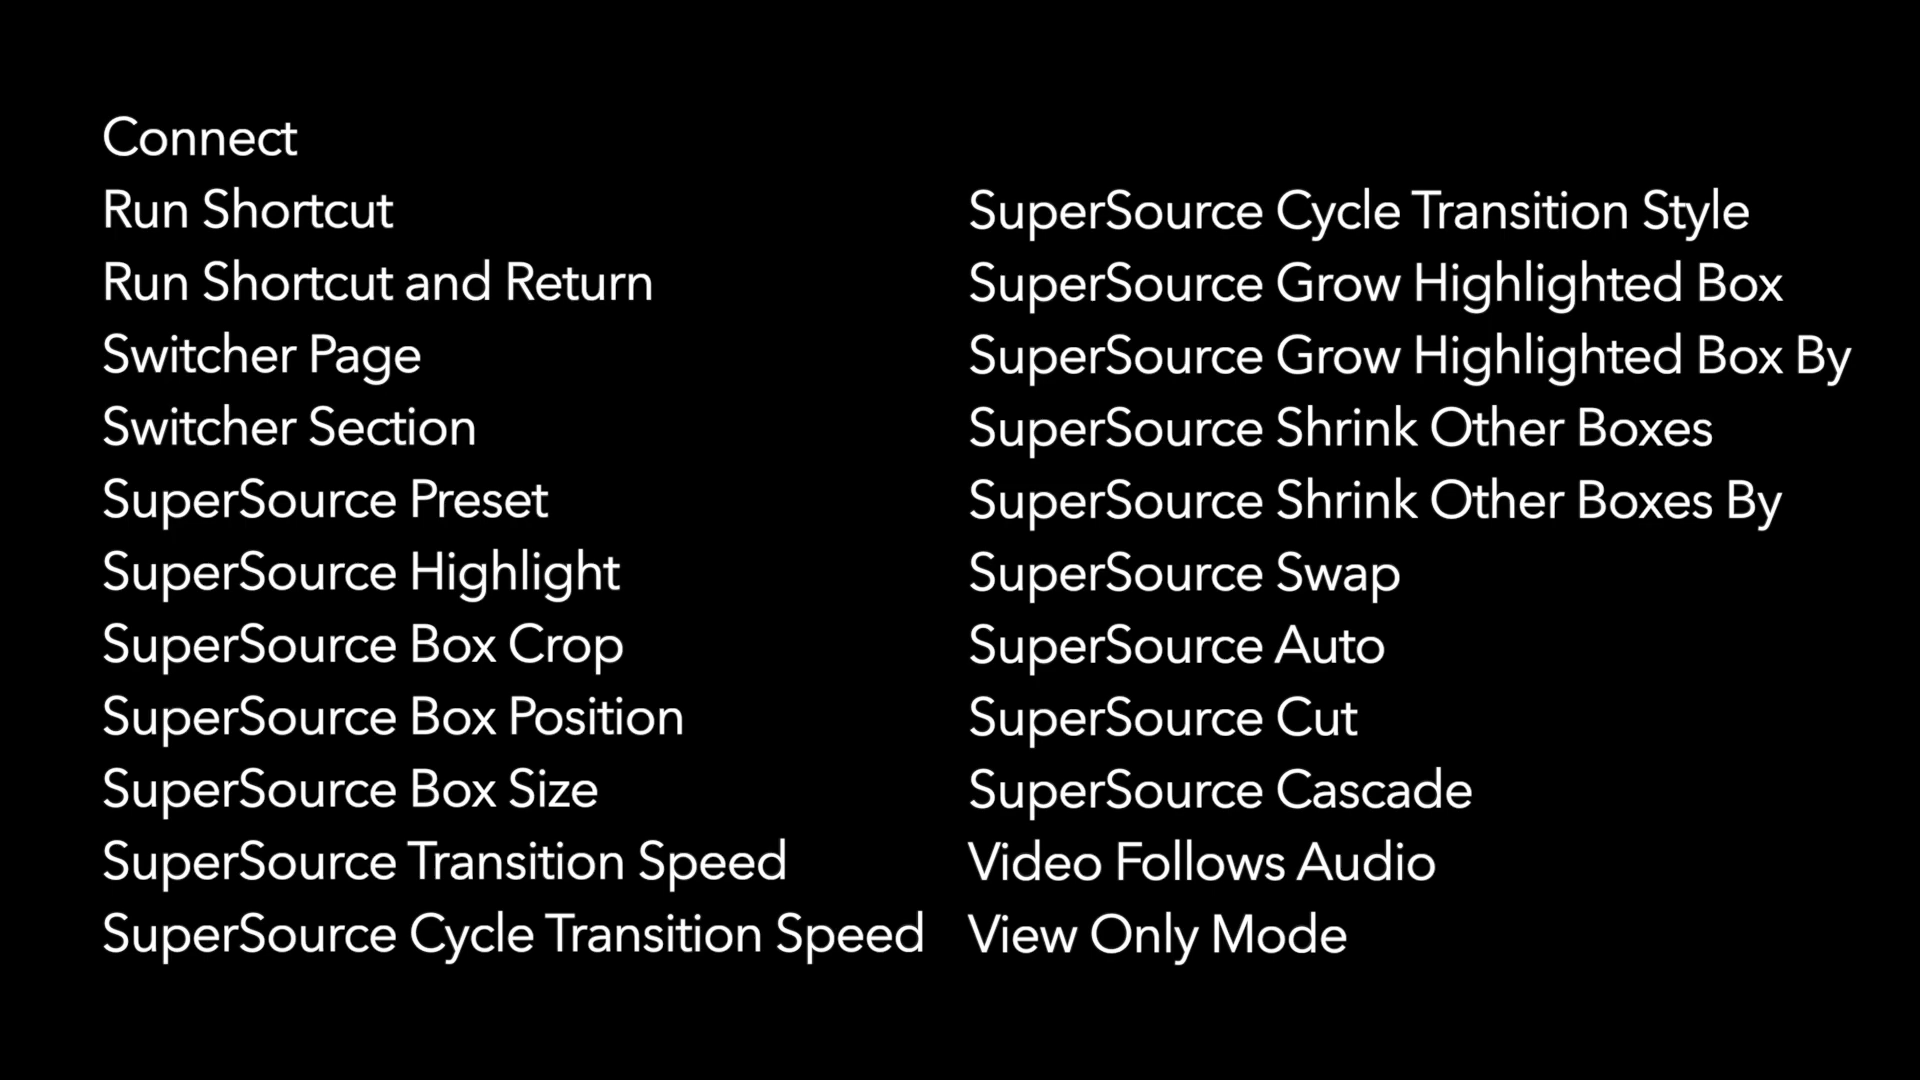 Connect
Run Shortcut
Run Shortcut and Return
Switcher Page
Switcher Section
SuperSource Preset
SuperSource Highlight
SuperSource Box Crop
SuperSource Box Position
SuperSource Box Size
SuperSource Transition Speed
SuperSource Cycle Transition Speed
SuperSource Cycle Transition Style
SuperSource Grow Highlighted Box
SuperSource Grow Highlighted Box By
SuperSource Shrink Other Boxes
SuperSource Shrink Other Boxes By
SuperSource Swap
SuperSource Auto
SuperSource Cut
SuperSource Cascade
Video Follows Audio
View Only Mode